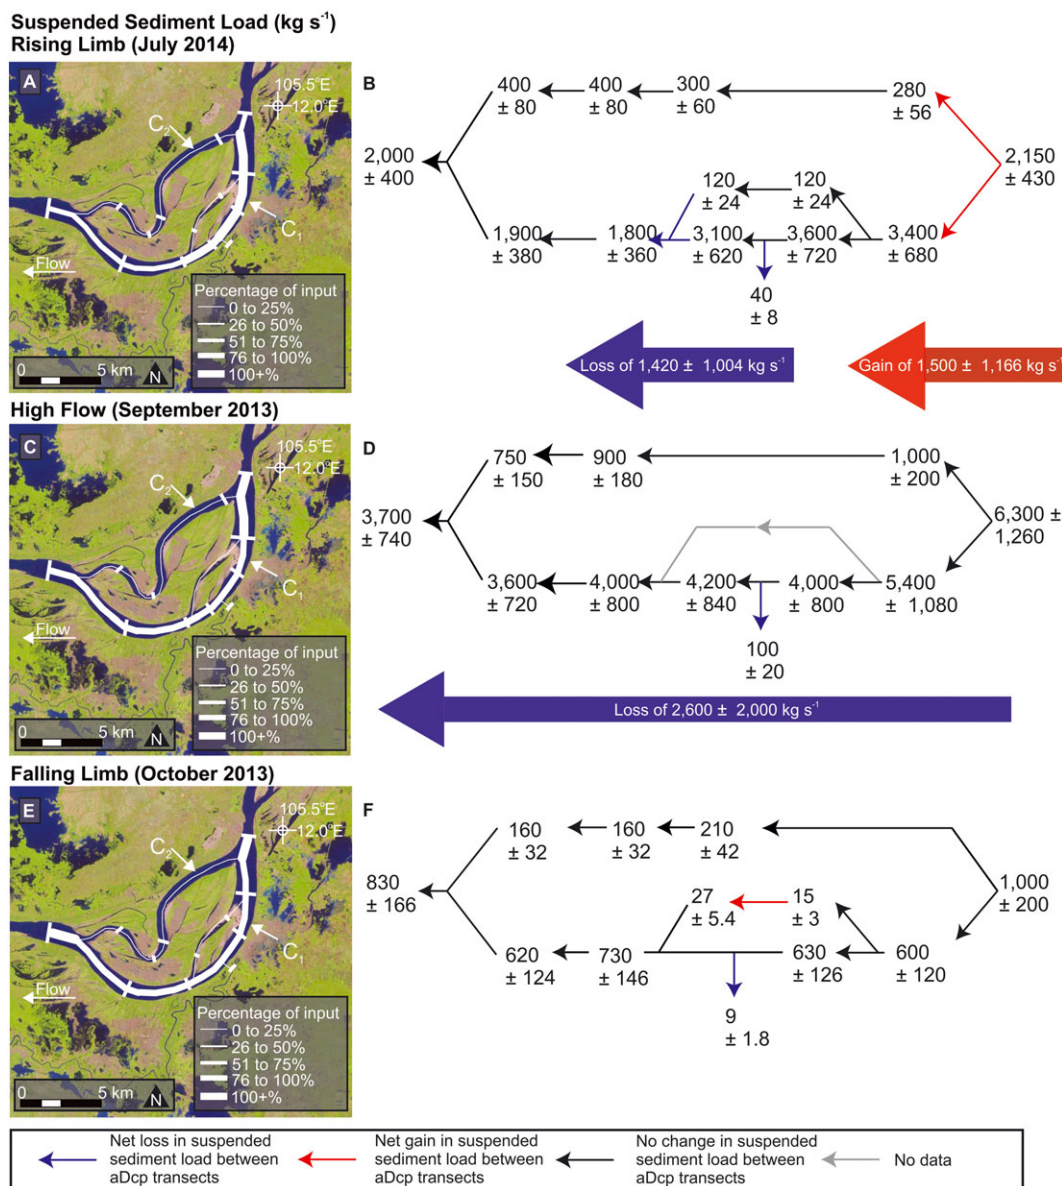 Suspended Sediment Load (kg s⁻¹)
Rising Limb (July 2014)
A
105.5°E
12.0°E
C₂
C₁
Flow
Percentage of input
0 to 25%
26 to 50%
51 to 75%
76 to 100%
100+%
0 5 km
N
B
400 400 300 280
± 80 ± 80 ± 60 ± 56
2,000 2,150
± 400 ± 430
120 120
± 24 ± 24
1,900 1,800 3,100 3,600 3,400
± 380 ± 360 ± 620 ± 720 ± 680
40
± 8
Loss of 1,420 ± 1,004 kg s⁻¹
Gain of 1,500 ± 1,166 kg s⁻¹
High Flow (September 2013)
C
105.5°E
12.0°E
C₂
C₁
Flow
Percentage of input
0 to 25%
26 to 50%
51 to 75%
76 to 100%
100+%
0 5 km
N
D
750 900 1,000
± 150 ± 180 ± 200
3,700 6,300 ±
± 740 1,260
3,600 4,000 4,200 4,000 5,400
± 720 ± 800 ± 840 ± 800 ± 1,080
100
± 20
Loss of 2,600 ± 2,000 kg s⁻¹
Falling Limb (October 2013)
E
105.5°E
12.0°E
C₂
C₁
Flow
Percentage of input
0 to 25%
26 to 50%
51 to 75%
76 to 100%
100+%
0 5 km
N
F
160 160 210
± 32 ± 32 ± 42
830 1,000
± 166 ± 200
27 15
± 5.4 ± 3
620 730 630 600
± 124 ± 146 ± 126 ± 120
9
± 1.8
Net loss in suspended
sediment load between
aDcp transects
Net gain in suspended
sediment load between
aDcp transects
No change in suspended
sediment load between
aDcp transects
No data